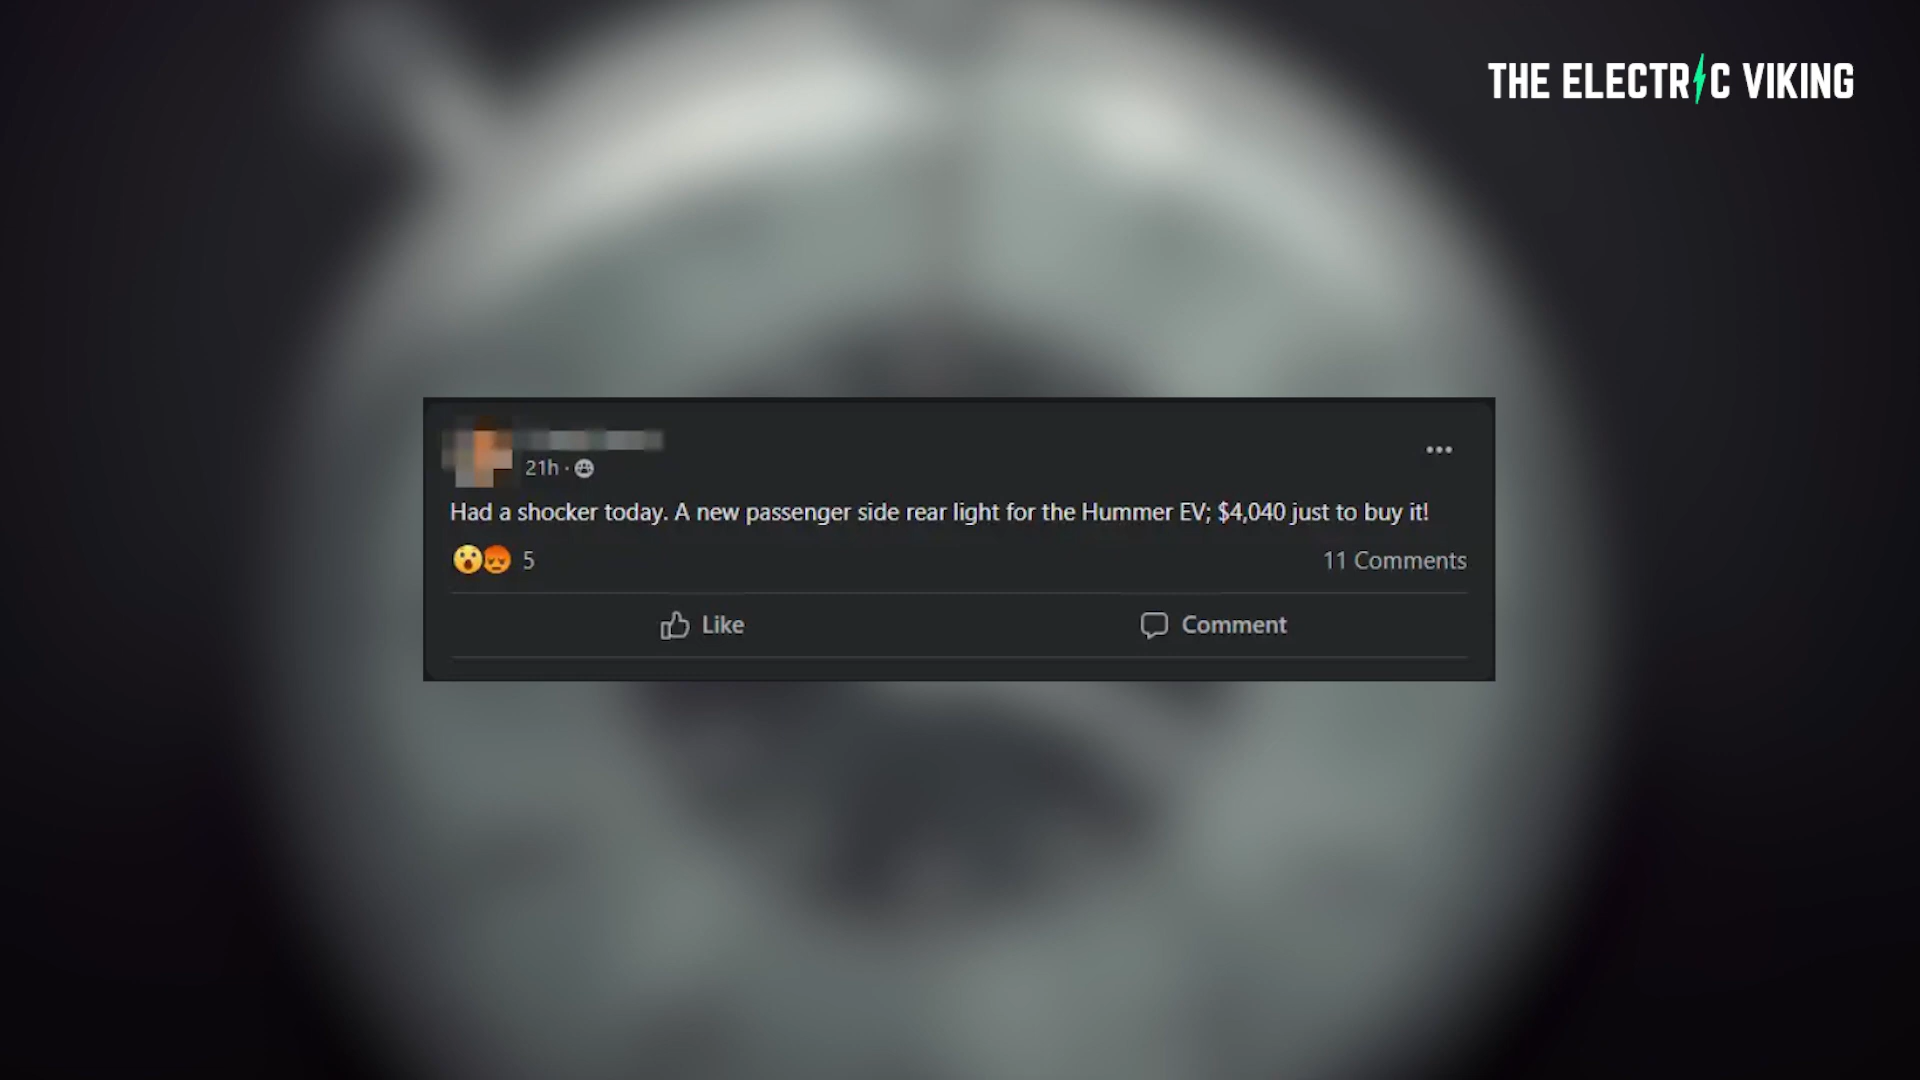 THE ELECTRIC VIKING
21h ·
Had a shocker today. A new passenger side rear light for the Hummer EV; $4,040 just to buy it!
5
11 Comments
Like
Comment